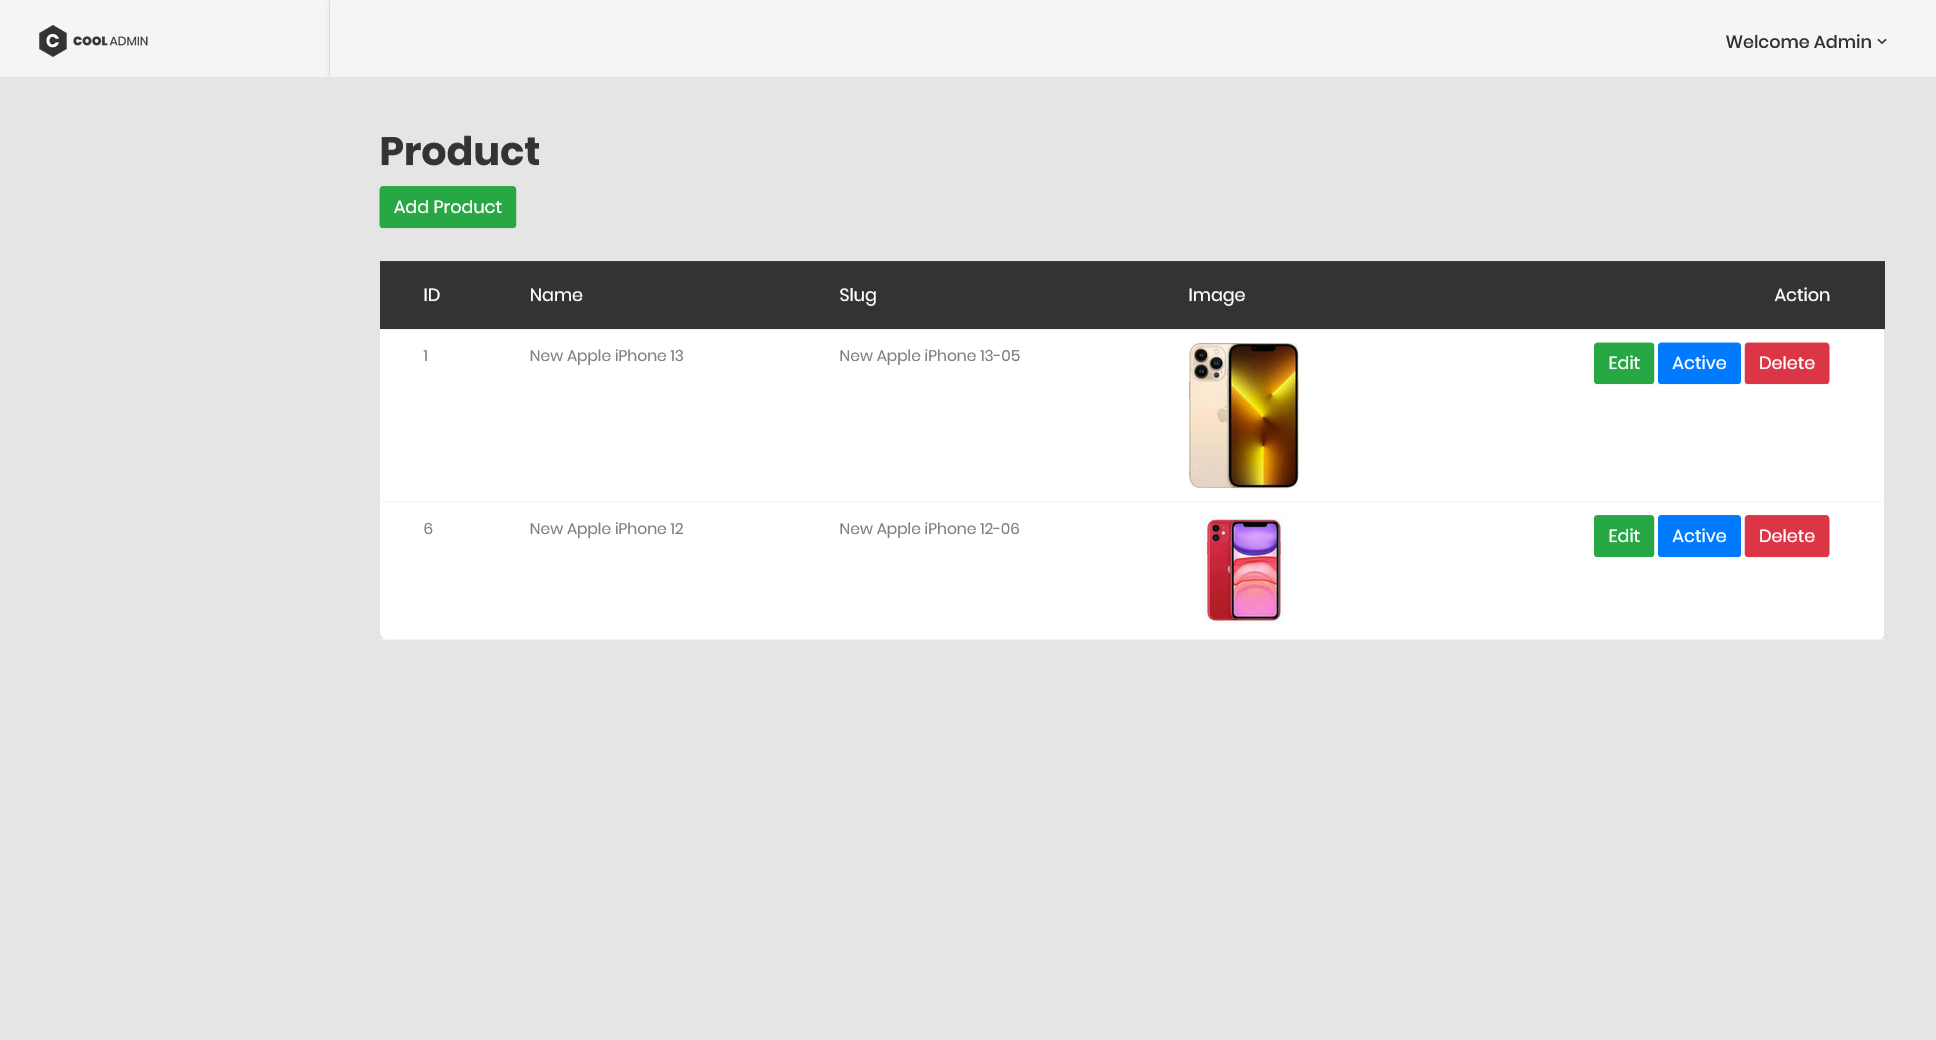 C COOL ADMIN
Welcome Admin
Product
Add Product
ID Name Slug Image Action
1 New Apple iPhone 13 New Apple iPhone 13-05 Edit Active Delete
6 New Apple iPhone 12 New Apple iPhone 12-06 Edit Active Delete